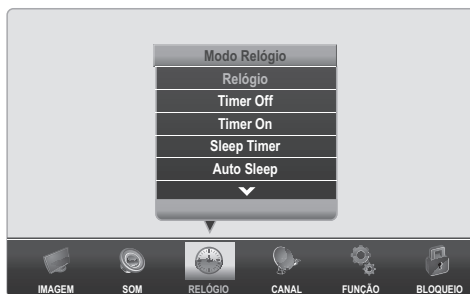 Modo Relógio
Relógio
Timer Off
Timer On
Sleep Timer
Auto Sleep
IMAGEM SOM RELÓGIO CANAL FUNÇÃO BLOQUEIO